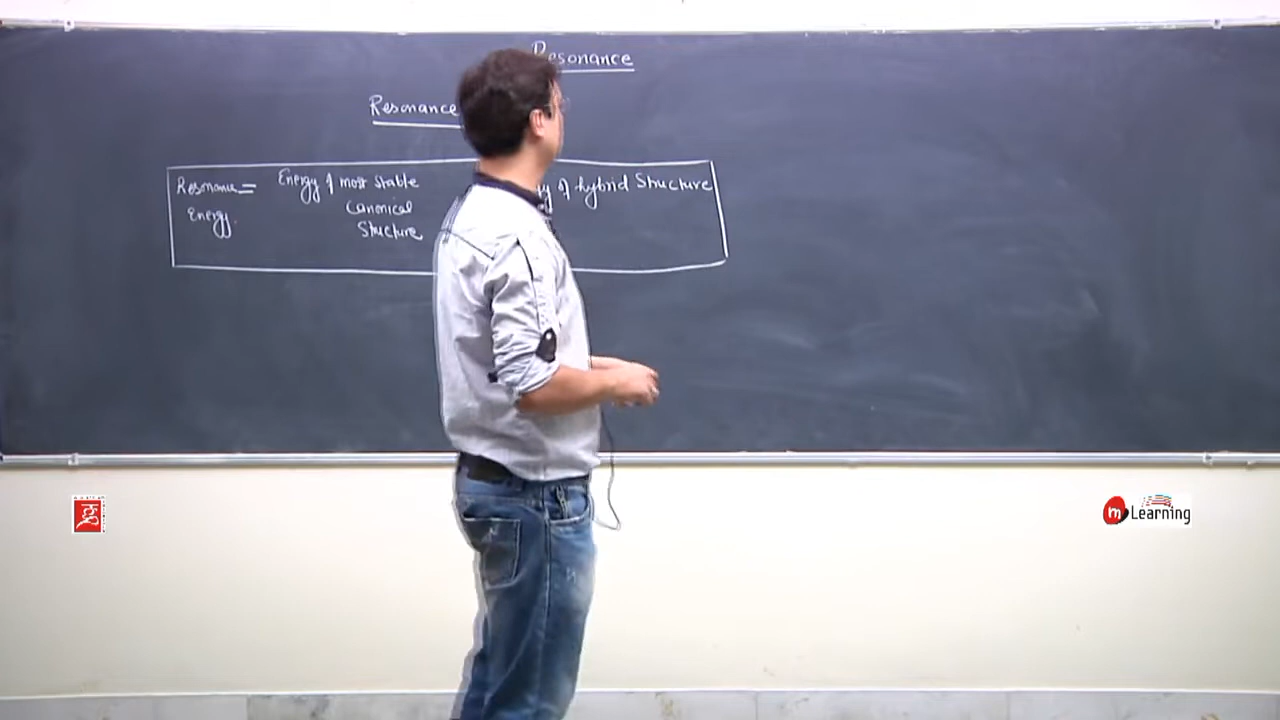 Resonance
Resonance
Resonance = Energy of most stable of hybrid Structure
Energy. Canonical
Structure
m Learning